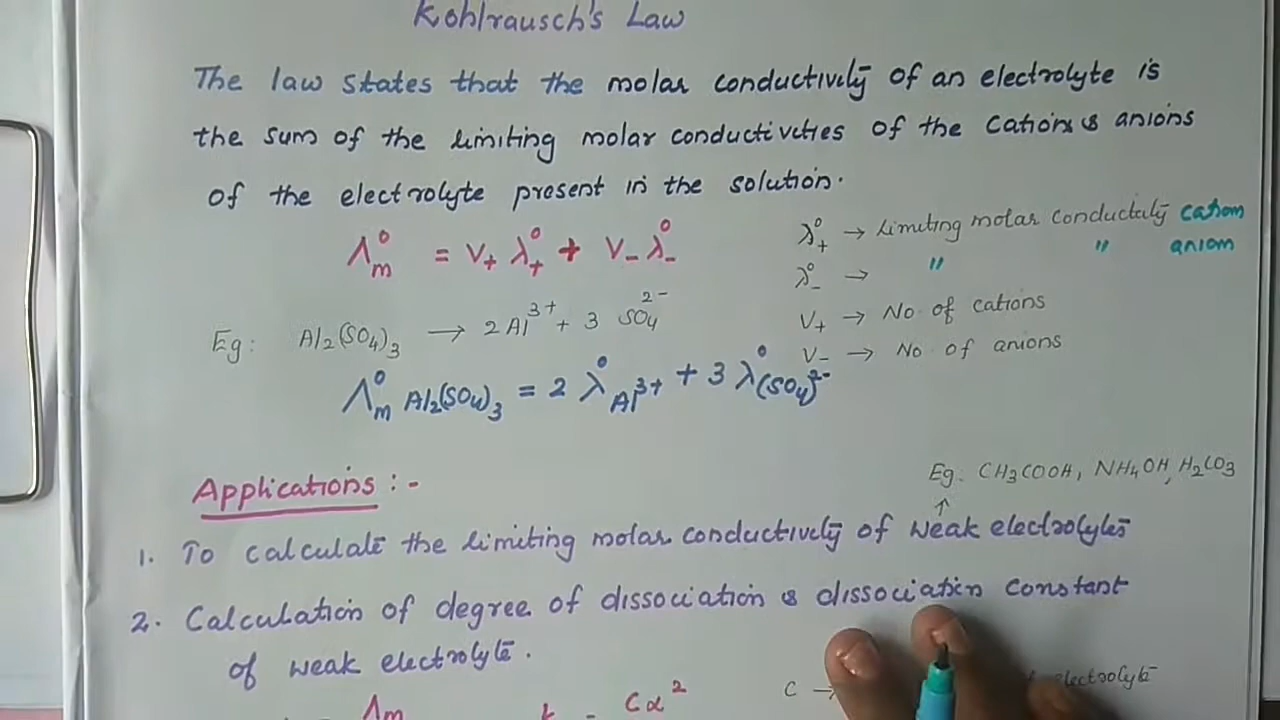 Kohlrausch's Law
The law states that the molar conductivity of an electrolyte is
the sum of the limiting molar conductivities of the cations & anions
of the electrolyte present in the solution.
Λ°m = V₊ λ°₊ + V₋ λ°₋
λ°₊ → limiting molar conductivity cation
λ°₋ → " " anion
V₊ → No of cations
V₋ → No of anions
Eg: Al₂(SO₄)₃ → 2Al³⁺ + 3 SO₄²⁻
Λ°m Al₂(SO₄)₃ = 2 λ°Al³⁺ + 3 λ°(SO₄)²⁻
Applications :-
Eg. CH₃COOH, NH₄OH, H₂CO₃
↑
1. To calculate the limiting molar conductivity of weak electrolytes
2. Calculation of degree of dissociation & dissociation constant
of weak electrolyte.
Λm
Cα²
C →
electrolyte